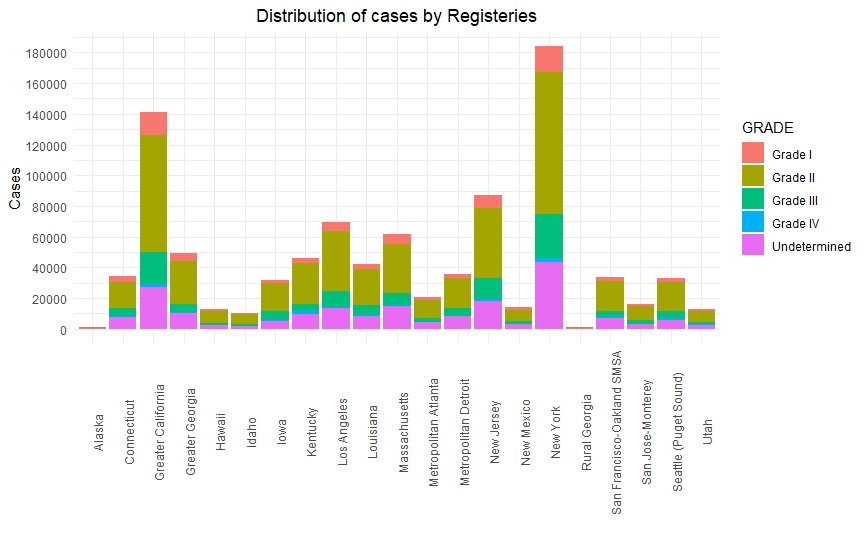 Distribution of cases by Registeries
Cases
180000
160000
140000
120000
100000
80000
60000
40000
20000
0
Alaska
Connecticut
Greater California
Greater Georgia
Hawaii
Idaho
Iowa
Kentucky
Los Angeles
Louisiana
Massachusetts
Metropolitan Atlanta
Metropolitan Detroit
New Jersey
New Mexico
New York
Rural Georgia
San Francisco-Oakland SMSA
San Jose-Monterey
Seattle (Puget Sound)
Utah
GRADE
Grade I
Grade II
Grade III
Grade IV
Undetermined